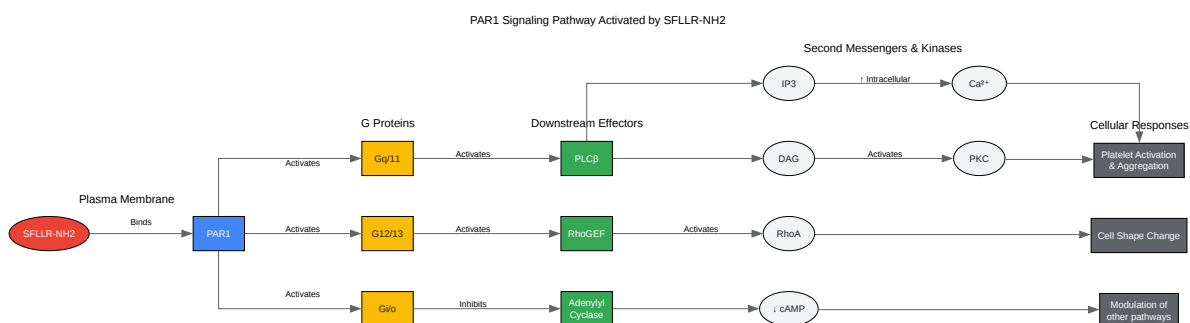 PAR1 Signaling Pathway Activated by SFLLR-NH2
Second Messengers & Kinases
IP3
↑ Intracellular
Ca²⁺
G Proteins
Downstream Effectors
Cellular Responses
Activates
Gq/11
Activates
PLCβ
DAG
Activates
PKC
Platelet Activation
& Aggregation
Plasma Membrane
SFLLR-NH2
Binds
PAR1
Activates
G12/13
Activates
RhoGEF
Activates
RhoA
Cell Shape Change
Activates
Gi/o
Inhibits
Adenylyl
Cyclase
↓ cAMP
Modulation of
other pathways